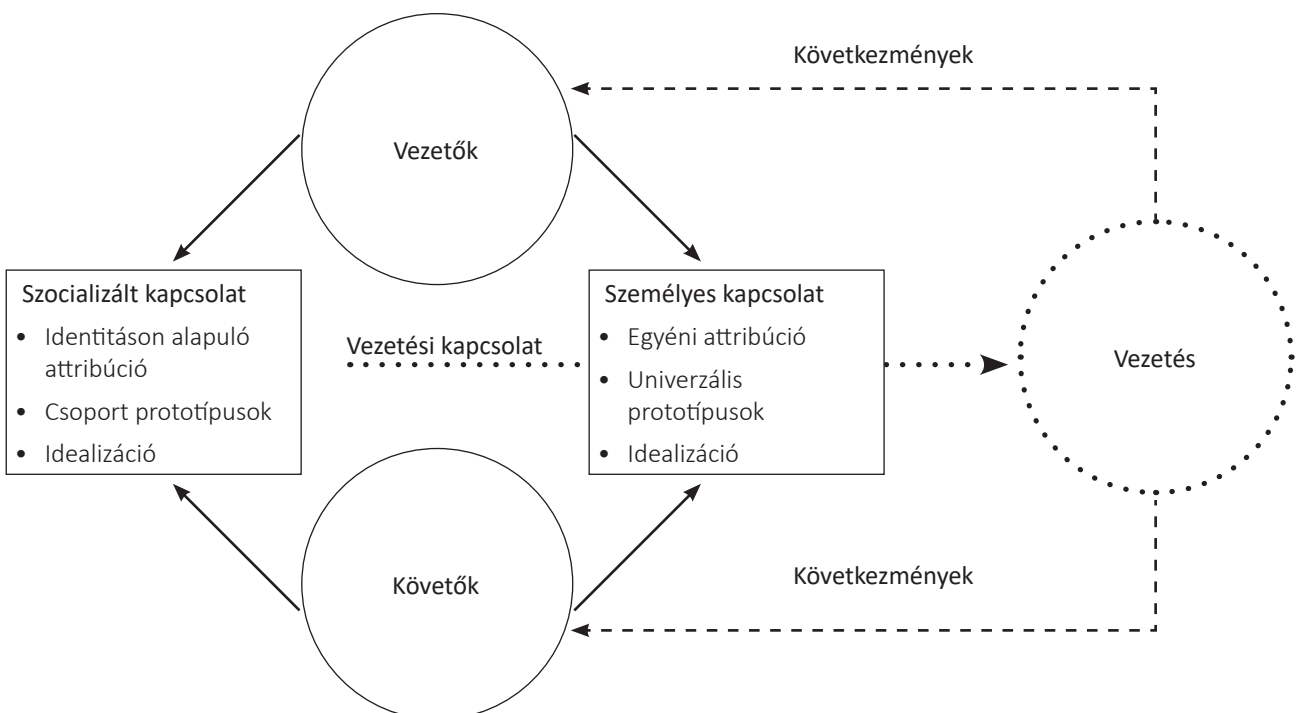 Következmények
Vezetők
Szocializált kapcsolat
• Identitáson alapuló
attribúció
• Csoport prototípusok
• Idealizáció
Vezetési kapcsolat
Személyes kapcsolat
• Egyéni attribúció
• Univerzális
prototípusok
• Idealizáció
Vezetés
Követők
Következmények